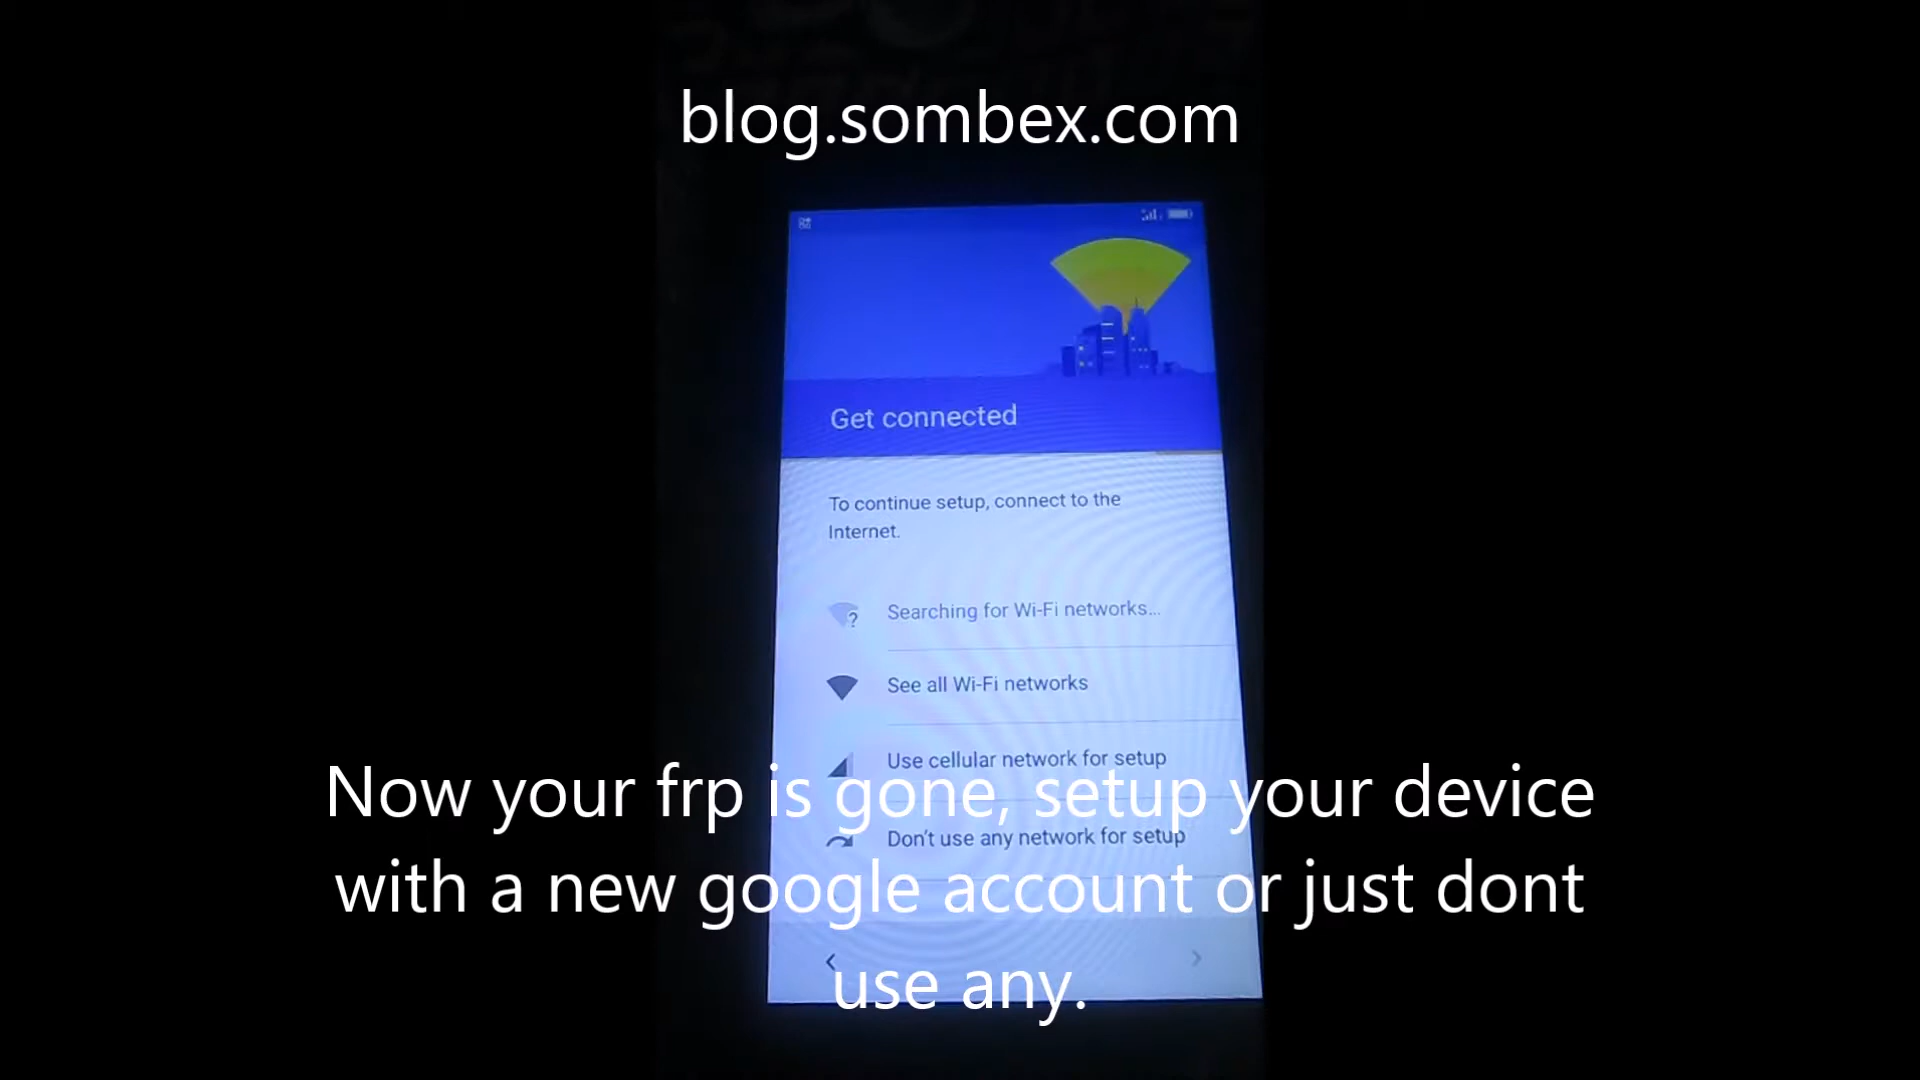 blog.sombex.com
Get connected
To continue setup, connect to the
Internet.
Searching for Wi-Fi networks...
See all Wi-Fi networks
Use cellular network for setup
Don't use any network for setup
Now your frp is gone, setup your device
with a new google account or just dont
use any.